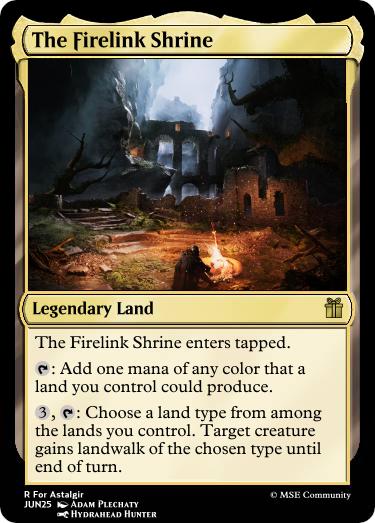 The Firelink Shrine
Legendary Land
The Firelink Shrine enters tapped.
: Add one mana of any color that a
land you control could produce.
3, : Choose a land type from among
the lands you control. Target creature
gains landwalk of the chosen type until
end of turn.
R For Astalgir
JUN25 Adam Plechaty
Hydrahead Hunter
© MSE Community